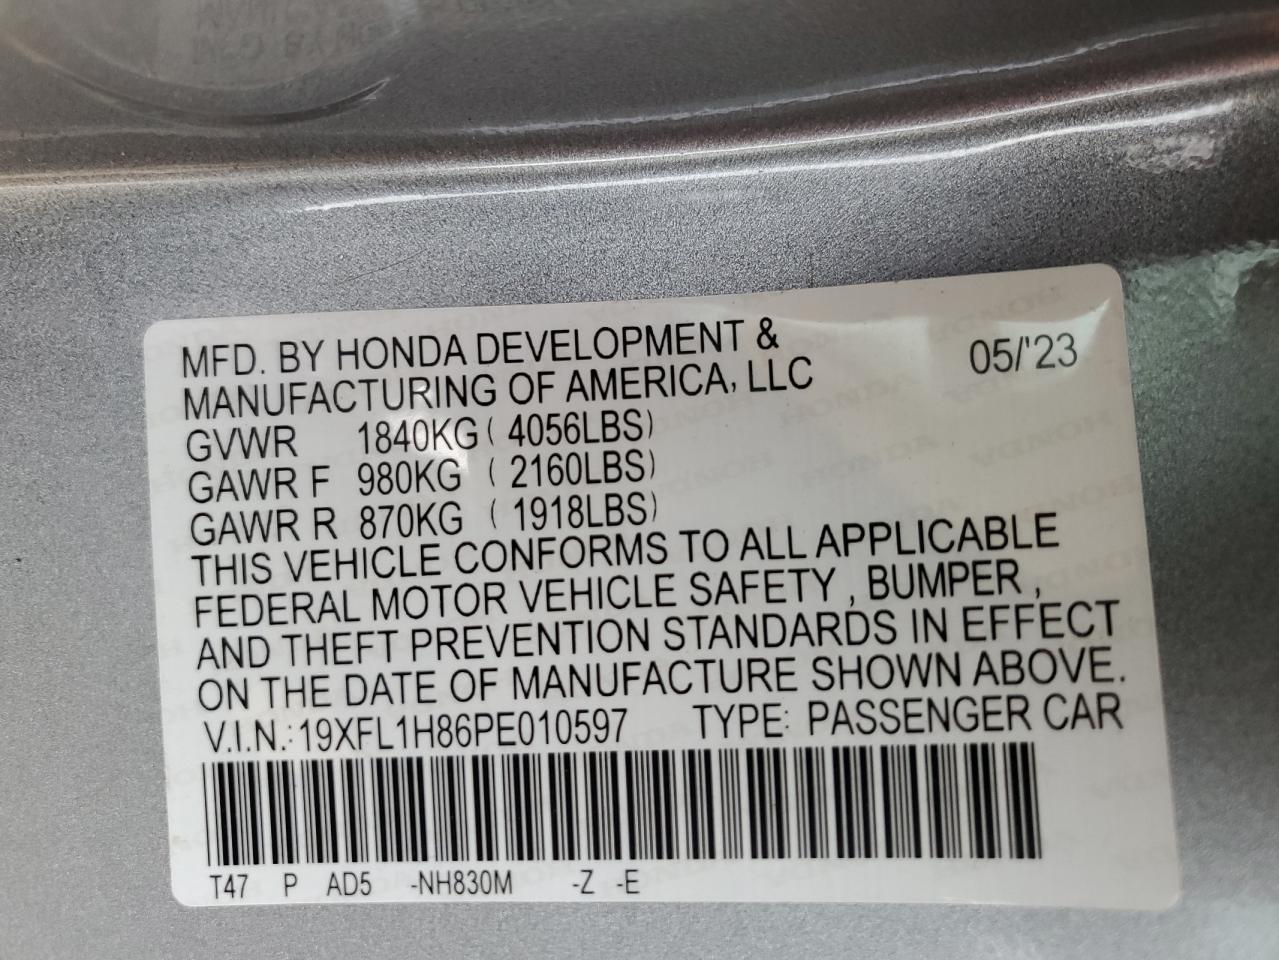 MFD. BY HONDA DEVELOPMENT & 05/'23
MANUFACTURING OF AMERICA, LLC
GVWR 1840KG ( 4056LBS)
GAWR F 980KG ( 2160LBS)
GAWR R 870KG ( 1918LBS)
THIS VEHICLE CONFORMS TO ALL APPLICABLE
FEDERAL MOTOR VEHICLE SAFETY , BUMPER ,
AND THEFT PREVENTION STANDARDS IN EFFECT
ON THE DATE OF MANUFACTURE SHOWN ABOVE.
V.I.N.: 19XFL1H86PE010597 TYPE: PASSENGER CAR
T47 P AD5 -NH830M -Z -E